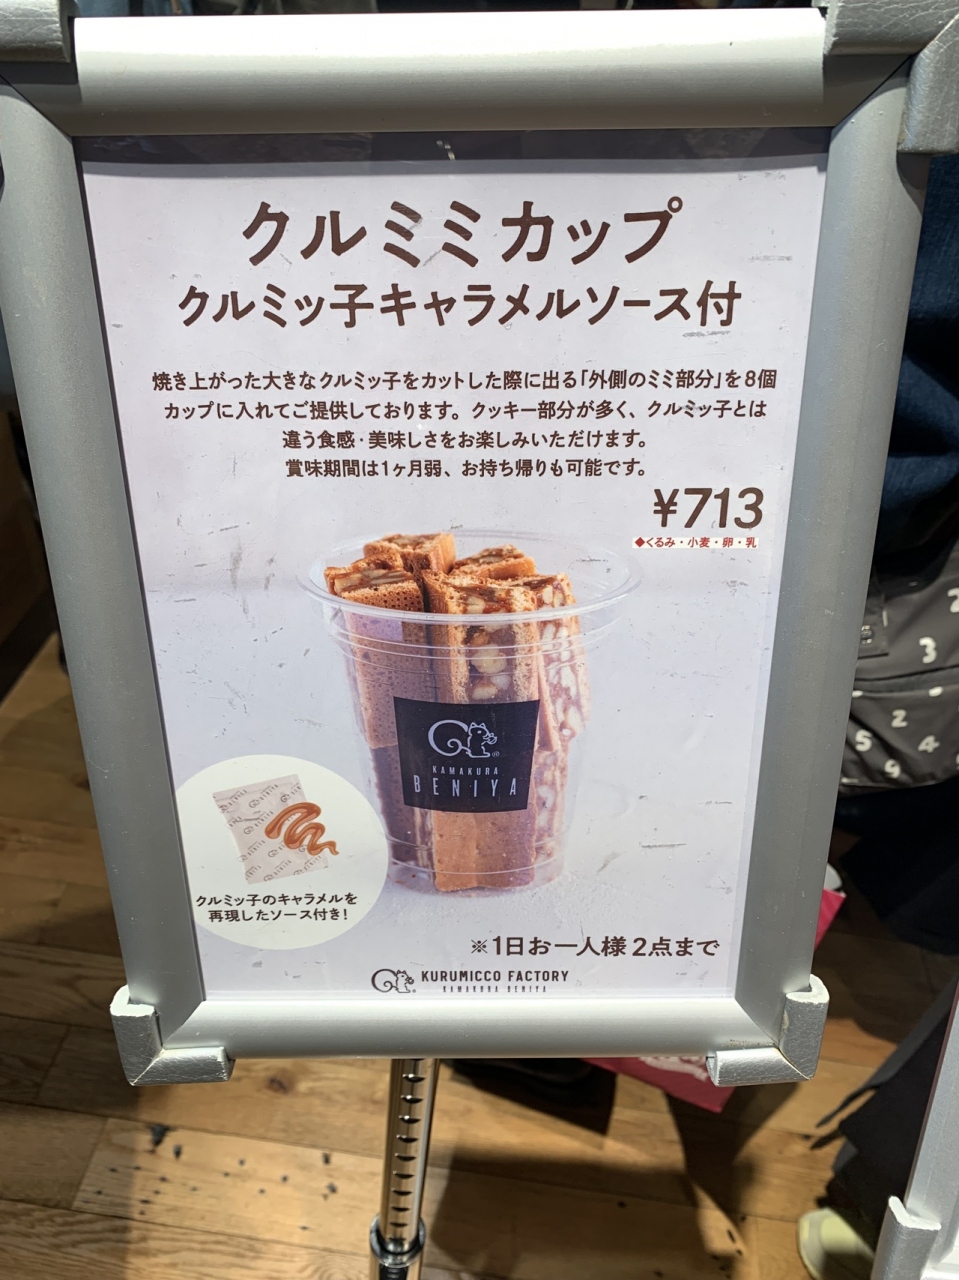 クルミミカップ
クルミッ子キャラメルソース付
焼き上がった大きなクルミッ子をカットした際に出る「外側のミミ部分」を8個
カップに入れてご提供しております。クッキー部分が多く、クルミッ子とは
違う食感・美味しさをお楽しみいただけます。
賞味期間は1ヶ月弱、お持ち帰りも可能です。
¥713
◆くるみ・小麦・卵・乳
KAMAKURA
BENIYA
クルミッ子のキャラメルを
再現したソース付き！
※1日お一人様2点まで
KURUMICCO FACTORY
KAMAKURA BENIYA
3
2
5
4
9